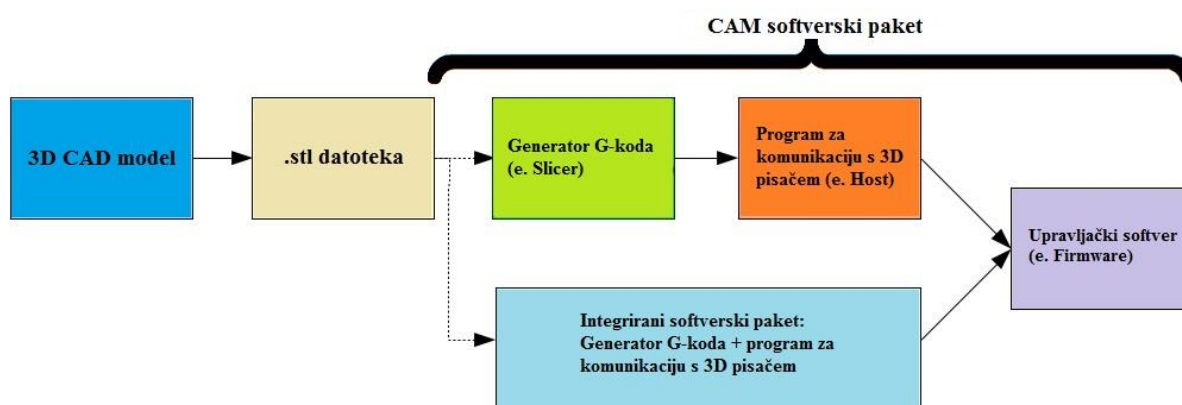 CAM softverski paket
3D CAD model
.stl datoteka
Generator G-koda
(e. Slicer)
Program za
komunikaciju s 3D
pisačem (e. Host)
Upravljački softver
(e. Firmware)
Integrirani softverski paket:
Generator G-koda + program za
komunikaciju s 3D pisačem